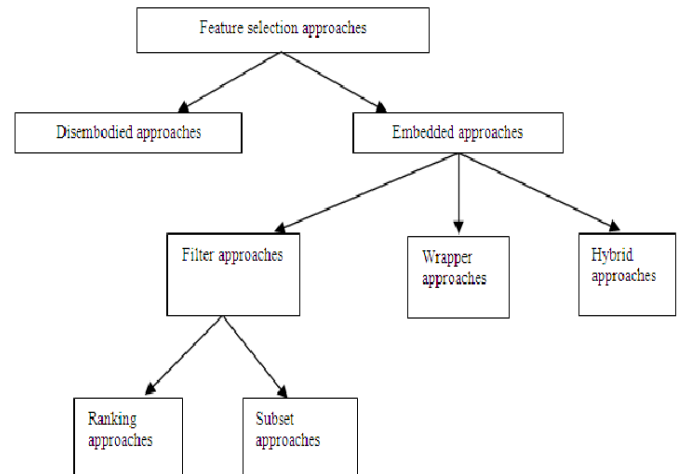 Feature selection approaches
Disembodied approaches
Embedded approaches
Filter approaches
Wrapper
approaches
Hybrid
approaches
Ranking
approaches
Subset
approaches